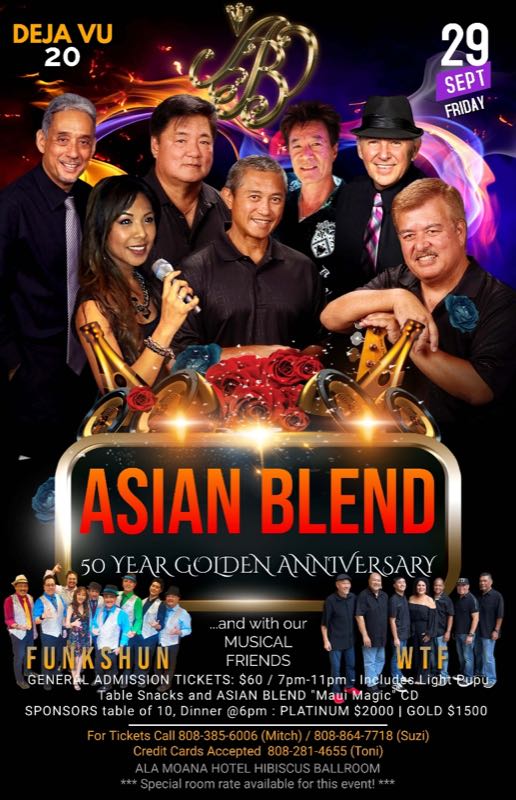 DEJA VU
20
AB
29
SEPT
FRIDAY
ASIAN BLEND
50 YEAR GOLDEN ANNIVERSARY
...and with our
MUSICAL
FRIENDS
FUNKSHUN
WTF
GENERAL ADMISSION TICKETS: $60 / 7pm-11pm - Includes Light Pupu
Table Snacks and ASIAN BLEND "Maui Magic" CD
SPONSORS table of 10, Dinner @6pm : PLATINUM $2000 | GOLD $1500
For Tickets Call 808-385-6006 (Mitch) / 808-864-7718 (Suzi)
Credit Cards Accepted 808-281-4655 (Toni)
ALA MOANA HOTEL HIBISCUS BALLROOM
*** Special room rate available for this event! ***